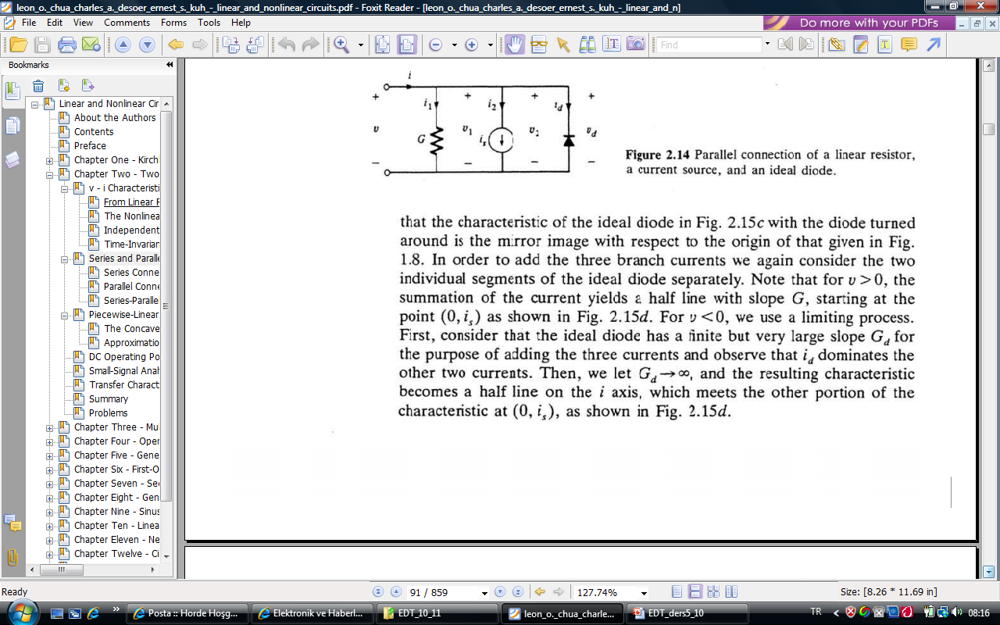 leon_o._chua_charles_a._desoer_ernest_s._kuh_-_linear_and_nonlinear_circuits.pdf - Foxit Reader - [leon_o._chua_charles_a._desoer_ernest_s._kuh_-_linear_and_n]
File Edit View Comments Forms Tools Help
Do more with your PDFs
Find
Bookmarks
Linear and Nonlinear Cir
About the Authors
Contents
Preface
Chapter One - Kirchl
Chapter Two - Two
v - i Characteristi
From Linear F
The Nonlinea
Independent
Time-Invarian
Series and Paralle
Series Conne
Parallel Conne
Series-Paralle
Piecewise-Linear
The Concave
Approximatio
DC Operating Po
Small-Signal Anal
Transfer Charact
Summary
Problems
Chapter Three - Mu
Chapter Four - Oper
Chapter Five - Gene
Chapter Six - First-O
Chapter Seven - Sec
Chapter Eight - Gen
Chapter Nine - Sinus
Chapter Ten - Linea
Chapter Eleven - Ne
Chapter Twelve - Ci
i
+ i₁ + i₂ + i_d +
v G v₁ i_s v₂ v_d
− − − −
Figure 2.14 Parallel connection of a linear resistor,
a current source, and an ideal diode.
that the characteristic of the ideal diode in Fig. 2.15c with the diode turned
around is the mirror image with respect to the origin of that given in Fig.
1.8. In order to add the three branch currents we again consider the two
individual segments of the ideal diode separately. Note that for v > 0, the
summation of the current yields a half line with slope G, starting at the
point (0, i_s) as shown in Fig. 2.15d. For v < 0, we use a limiting process.
First, consider that the ideal diode has a finite but very large slope G_d for
the purpose of adding the three currents and observe that i_d dominates the
other two currents. Then, we let G_d → ∞, and the resulting characteristic
becomes a half line on the i axis, which meets the other portion of the
characteristic at (0, i_s), as shown in Fig. 2.15d.
Ready
91 / 859
127.74%
Size: [8.26 * 11.69 in]
Posta :: Horde Hoşg...
Elektronik ve Haberl...
EDT_10_11
leon_o._chua_charle...
EDT_ders5_10
TR
08:16